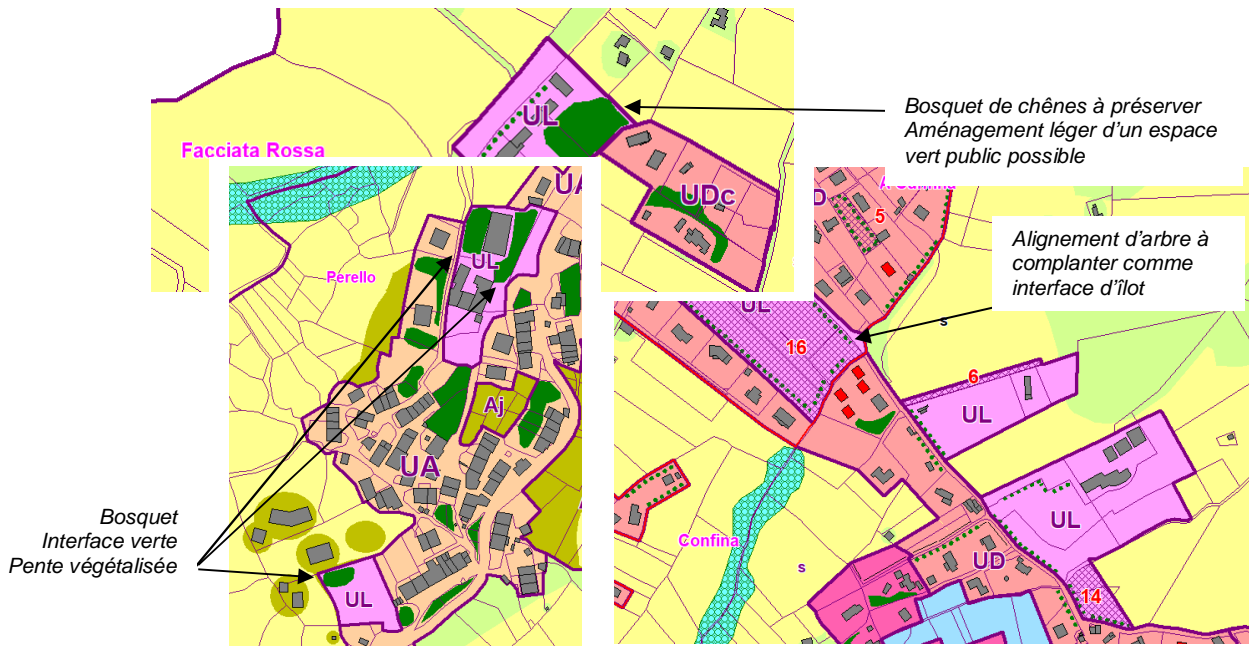 UL
Bosquet de chênes à préserver
Aménagement léger d'un espace
vert public possible
Facciata Rossa
UDc
UA
5
Alignement d'arbre à
complanter comme
interface d'îlot
Perello
UL
UL
16
s
6
UL
Aj
UA
Bosquet
Interface verte
Pente végétalisée
UL
Confina
s
UL
UD
14